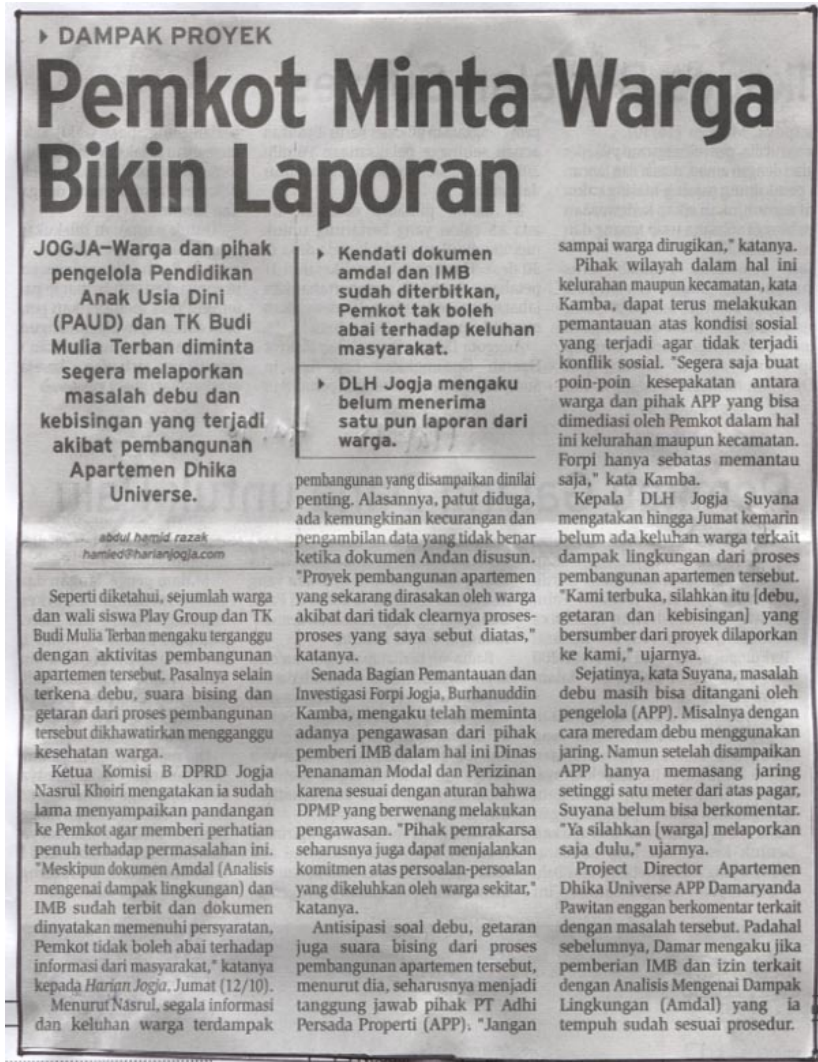 DAMPAK PROYEK
Pemkot Minta Warga
Bikin Laporan
JOGJA–Warga dan pihak
pengelola Pendidikan
Anak Usia Dini
(PAUD) dan TK Budi
Mulia Terban diminta
segera melaporkan
masalah debu dan
kebisingan yang terjadi
akibat pembangunan
Apartemen Dhika
Universe.
abdul hamid razak
hamied@harianjogja.com
Seperti diketahui, sejumlah warga
dan wali siswa Play Group dan TK
Budi Mulia Terban mengaku terganggu
dengan aktivitas pembangunan
apartemen tersebut. Pasalnya selain
terkena debu, suara bising dan
getaran dari proses pembangunan
tersebut dikhawatirkan mengganggu
kesehatan warga.
Ketua Komisi B DPRD Jogja
Nasrul Khoiri mengatakan ia sudah
lama menyampaikan pandangan
ke Pemkot agar memberi perhatian
penuh terhadap permasalahan ini.
"Meskipun dokumen Amdal (Analisis
mengenai dampak lingkungan) dan
IMB sudah terbit dan dokumen
dinyatakan memenuhi persyaratan,
Pemkot tidak boleh abai terhadap
informasi dari masyarakat," katanya
kepada Harian Jogja, Jumat (12/10).
Menurut Nasrul, segala informasi
dan keluhan warga terdampak
Kendati dokumen
amdal dan IMB
sudah diterbitkan,
Pemkot tak boleh
abai terhadap keluhan
masyarakat.
DLH Jogja mengaku
belum menerima
satu pun laporan dari
warga.
pembangunan yang disampaikan dinilai
penting. Alasannya, patut diduga,
ada kemungkinan kecurangan dan
pengambilan data yang tidak benar
ketika dokumen Andan disusun.
"Proyek pembangunan apartemen
yang sekarang dirasakan oleh warga
akibat dari tidak clearnya proses-
proses yang saya sebut diatas,"
katanya.
Senada Bagian Pemantauan dan
Investigasi Forpi Jogja, Burhanuddin
Kamba, mengaku telah meminta
adanya pengawasan dari pihak
pemberi IMB dalam hal ini Dinas
Penanaman Modal dan Perizinan
karena sesuai dengan aturan bahwa
DPMP yang berwenang melakukan
pengawasan. "Pihak pemrakarsa
seharusnya juga dapat menjalankan
komitmen atas persoalan-persoalan
yang dikeluhkan oleh warga sekitar,"
katanya.
Antisipasi soal debu, getaran
juga suara bising dari proses
pembangunan apartemen tersebut,
menurut dia, seharusnya menjadi
tanggung jawab pihak PT Adhi
Persada Properti (APP). "Jangan
sampai warga dirugikan," katanya.
Pihak wilayah dalam hal ini
kelurahan maupun kecamatan, kata
Kamba, dapat terus melakukan
pemantauan atas kondisi sosial
yang terjadi agar tidak terjadi
konflik sosial. "Segera saja buat
poin-poin kesepakatan antara
warga dan pihak APP yang bisa
dimediasi oleh Pemkot dalam hal
ini kelurahan maupun kecamatan.
Forpi hanya sebatas memantau
saja," kata Kamba.
Kepala DLH Jogja Suyana
mengatakan hingga Jumat kemarin
belum ada keluhan warga terkait
dampak lingkungan dari proses
pembangunan apartemen tersebut.
"Kami terbuka, silahkan itu [debu,
getaran dan kebisingan] yang
bersumber dari proyek dilaporkan
ke kami," ujarnya.
Sejatinya, kata Suyana, masalah
debu masih bisa ditangani oleh
pengelola (APP). Misalnya dengan
cara meredam debu menggunakan
jaring. Namun setelah disampaikan
APP hanya memasang jaring
setinggi satu meter dari atas pagar,
Suyana belum bisa berkomentar.
"Ya silahkan [warga] melaporkan
saja dulu," ujarnya.
Project Director Apartemen
Dhika Universe APP Damaryanda
Pawitan enggan berkomentar terkait
dengan masalah tersebut. Padahal
sebelumnya, Damar mengaku jika
pemberian IMB dan izin terkait
dengan Analisis Mengenai Dampak
Lingkungan (Amdal) yang ia
tempuh sudah sesuai prosedur.